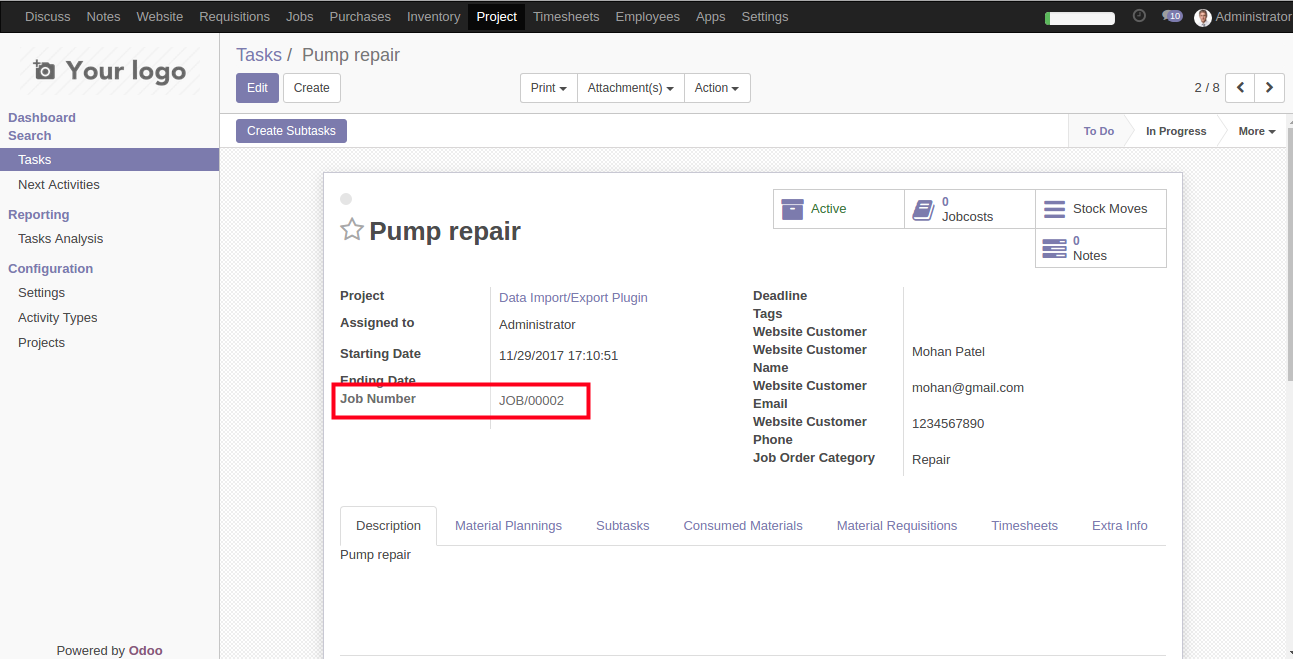 Discuss Notes Website Requisitions Jobs Purchases Inventory Project Timesheets Employees Apps Settings 10 Administrator
Your logo
Dashboard
Search
Tasks
Next Activities
Reporting
Tasks Analysis
Configuration
Settings
Activity Types
Projects
Powered by Odoo
Tasks / Pump repair
Edit Create Print Attachment(s) Action 2 / 8
Create Subtasks To Do In Progress More
Active 0 Jobcosts Stock Moves
0 Notes
Pump repair
Project Data Import/Export Plugin
Assigned to Administrator
Starting Date 11/29/2017 17:10:51
Ending Date
Job Number JOB/00002
Deadline
Tags
Website Customer
Website Customer Mohan Patel
Name
Website Customer mohan@gmail.com
Email
Website Customer 1234567890
Phone
Job Order Category Repair
Description Material Plannings Subtasks Consumed Materials Material Requisitions Timesheets Extra Info
Pump repair